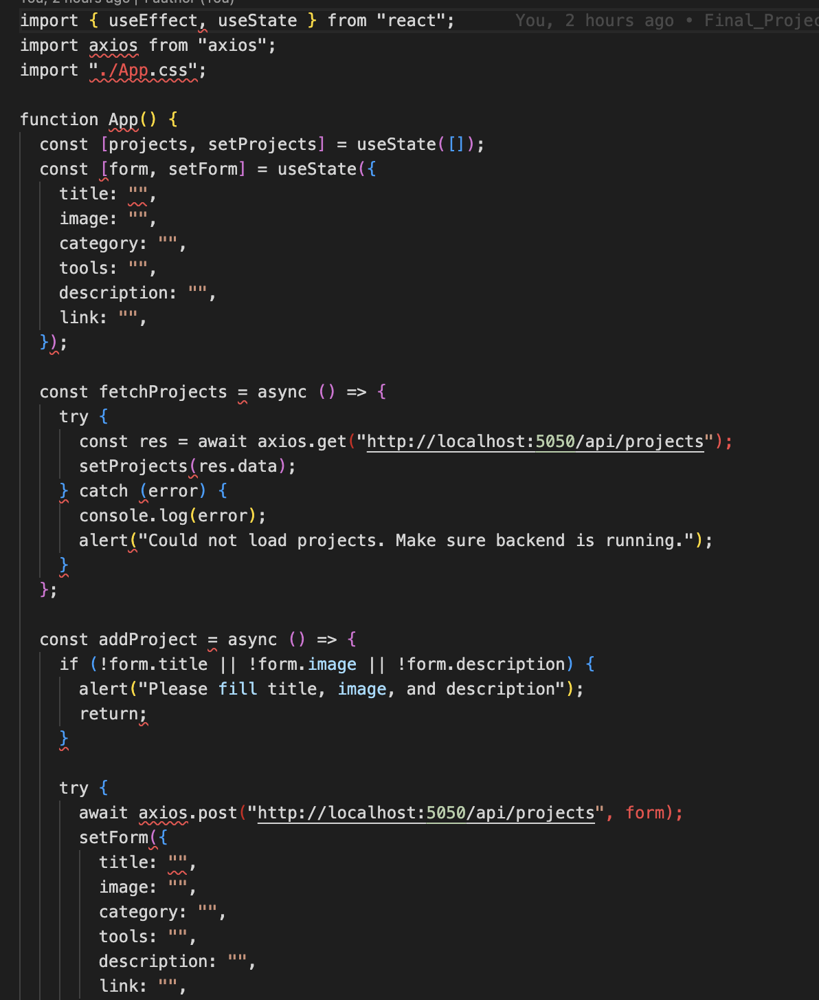 You, 2 hours ago | 1 author (You)
import { useEffect, useState } from "react"; You, 2 hours ago • Final_Projec
import axios from "axios";
import "./App.css";
function App() {
const [projects, setProjects] = useState([]);
const [form, setForm] = useState({
title: "",
image: "",
category: "",
tools: "",
description: "",
link: "",
});
const fetchProjects = async () => {
try {
const res = await axios.get("http://localhost:5050/api/projects");
setProjects(res.data);
} catch (error) {
console.log(error);
alert("Could not load projects. Make sure backend is running.");
}
};
const addProject = async () => {
if (!form.title || !form.image || !form.description) {
alert("Please fill title, image, and description");
return;
}
try {
await axios.post("http://localhost:5050/api/projects", form);
setForm({
title: "",
image: "",
category: "",
tools: "",
description: "",
link: "",